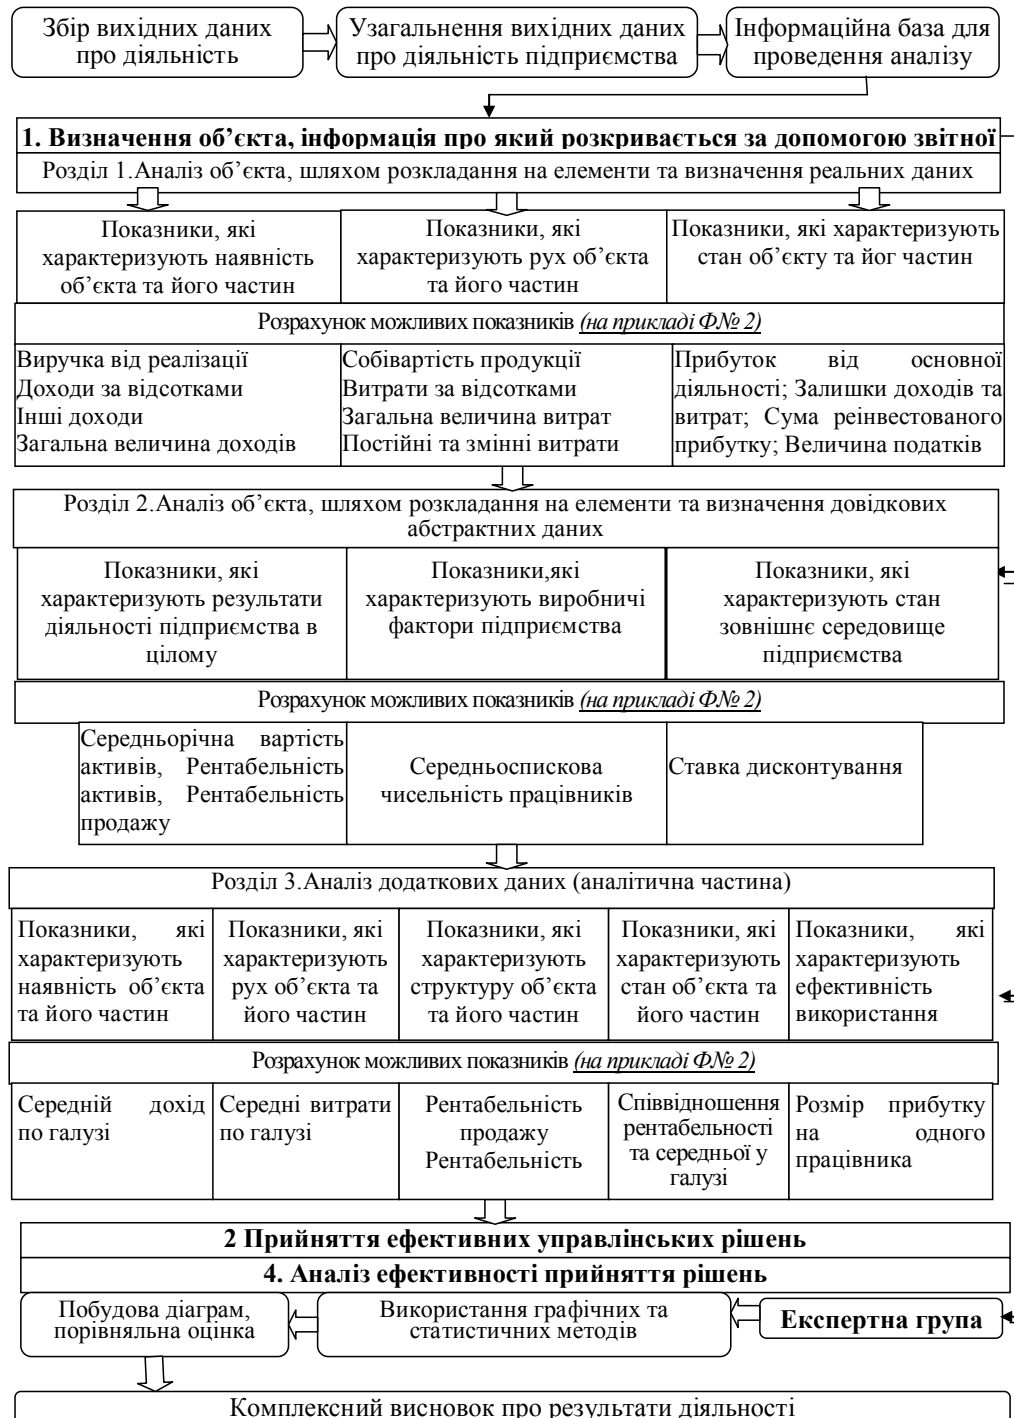 Збір вихідних даних
про діяльність
Узагальнення вихідних даних
про діяльність підприємства
Інформаційна база для
проведення аналізу
1. Визначення об’єкта, інформація про який розкривається за допомогою звітної
Розділ 1.Аналіз об’єкта, шляхом розкладання на елементи та визначення реальних даних
Показники, які
характеризують наявність
об’єкта та його частин
Показники, які
характеризують рух об’єкта
та його частин
Показники, які характеризують
стан об’єкту та йог частин
Розрахунок можливих показників (на прикладі Ф№ 2)
Виручка від реалізації
Доходи за відсотками
Інші доходи
Загальна величина доходів
Собівартість продукції
Витрати за відсотками
Загальна величина витрат
Постійні та змінні витрати
Прибуток від основної
діяльності; Залишки доходів та
витрат; Сума реінвестованого
прибутку; Величина податків
Розділ 2.Аналіз об’єкта, шляхом розкладання на елементи та визначення довідкових
абстрактних даних
Показники, які
характеризують результати
діяльності підприємства в
цілому
Показники,які
характеризують виробничі
фактори підприємства
Показники, які
характеризують стан
зовнішнє середовище
підприємства
Розрахунок можливих показників (на прикладі Ф№ 2)
Середньорічна вартість
активів, Рентабельність
активів, Рентабельність
продажу
Середньоспискова
чисельність працівників
Ставка дисконтування
Розділ 3.Аналіз додаткових даних (аналітична частина)
Показники, які
характеризують
наявність об’єкта
та його частин
Показники, які
характеризують
рух об’єкта та
його частин
Показники, які
характеризують
структуру об’єкта
та його частин
Показники, які
характеризують
стан об’єкта та
його частин
Показники, які
характеризують
ефективність
використання
Розрахунок можливих показників (на прикладі Ф№ 2)
Середній дохід
по галузі
Середні витрати
по галузі
Рентабельність
продажу
Рентабельність
Співвідношення
рентабельності
та середньої у
галузі
Розмір прибутку
на одного
працівника
2 Прийняття ефективних управлінських рішень
4. Аналіз ефективності прийняття рішень
Побудова діаграм,
порівняльна оцінка
Використання графічних та
статистичних методів
Експертна група
Комплексний висновок про результати діяльності